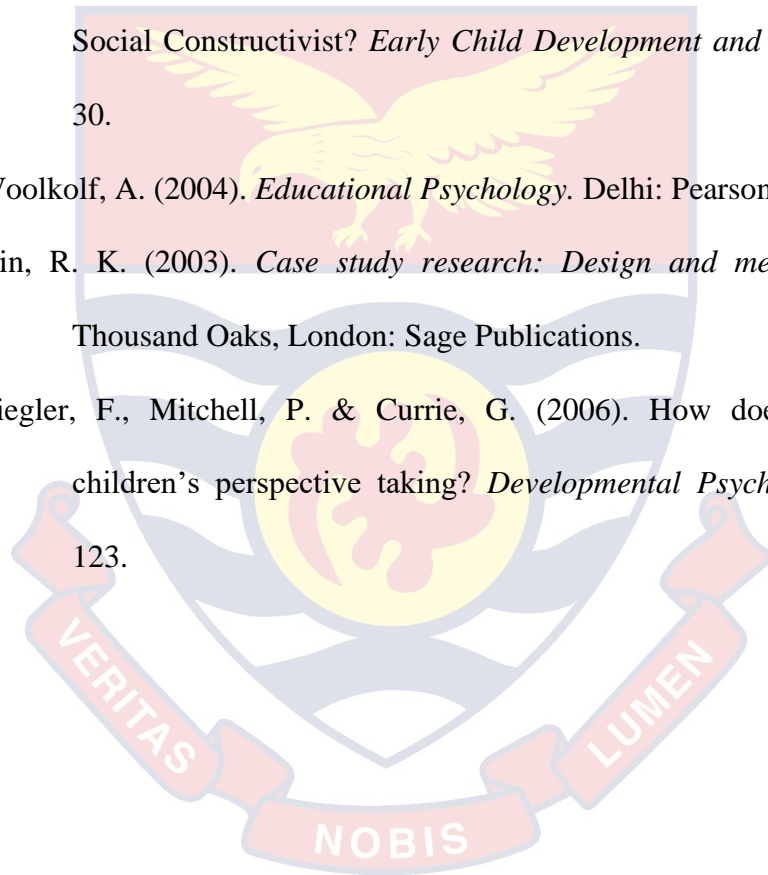 Social Constructivist? Early Child Development and
30.
oolkolf, A. (2004). Educational Psychology. Delhi: Pearson
in, R. K. (2003). Case study research: Design and me
Thousand Oaks, London: Sage Publications.
iegler, F., Mitchell, P. & Currie, G. (2006). How doe
children’s perspective taking? Developmental Psych
123.
VERITAS
NOBIS
LUMEN